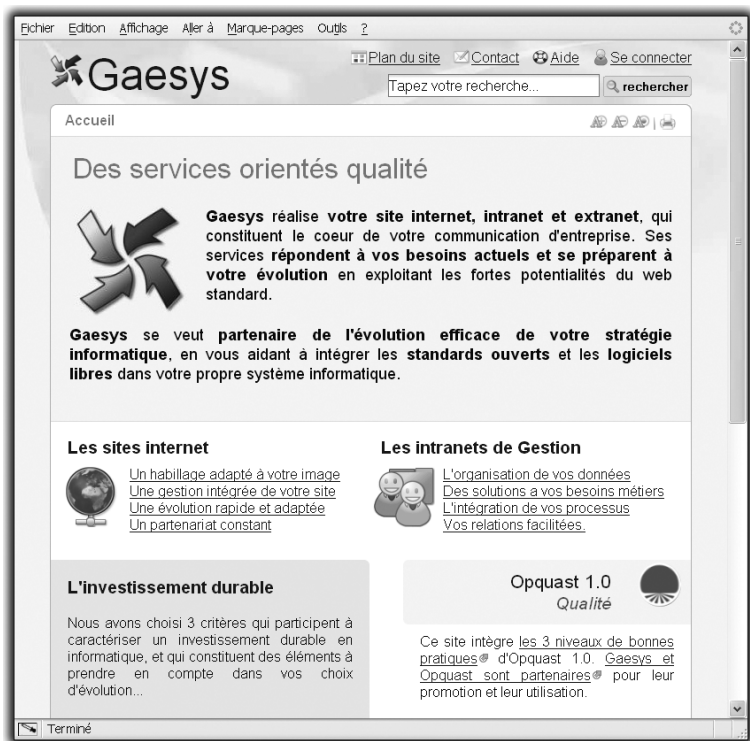 Fichier Edition Affichage Aller à Marque-pages Outils ?
Plan du site Contact Aide Se connecter
Gaesys
Tapez votre recherche... rechercher
Accueil
Des services orientés qualité
Gaesys réalise votre site internet, intranet et extranet, qui
constituent le coeur de votre communication d'entreprise. Ses
services répondent à vos besoins actuels et se préparent à
votre évolution en exploitant les fortes potentialités du web
standard.
Gaesys se veut partenaire de l'évolution efficace de votre stratégie
informatique, en vous aidant à intégrer les standards ouverts et les logiciels
libres dans votre propre système informatique.
Les sites internet
Un habillage adapté à votre image
Une gestion intégrée de votre site
Une évolution rapide et adaptée
Un partenariat constant
Les intranets de Gestion
L'organisation de vos données
Des solutions a vos besoins métiers
L'intégration de vos processus
Vos relations facilitées.
L'investissement durable
Nous avons choisi 3 critères qui participent à
caractériser un investissement durable en
informatique, et qui constituent des éléments à
prendre en compte dans vos choix
d'évolution...
Opquast 1.0
Qualité
Ce site intègre les 3 niveaux de bonnes
pratiques d'Opquast 1.0. Gaesys et
Opquast sont partenaires pour leur
promotion et leur utilisation.
Terminé